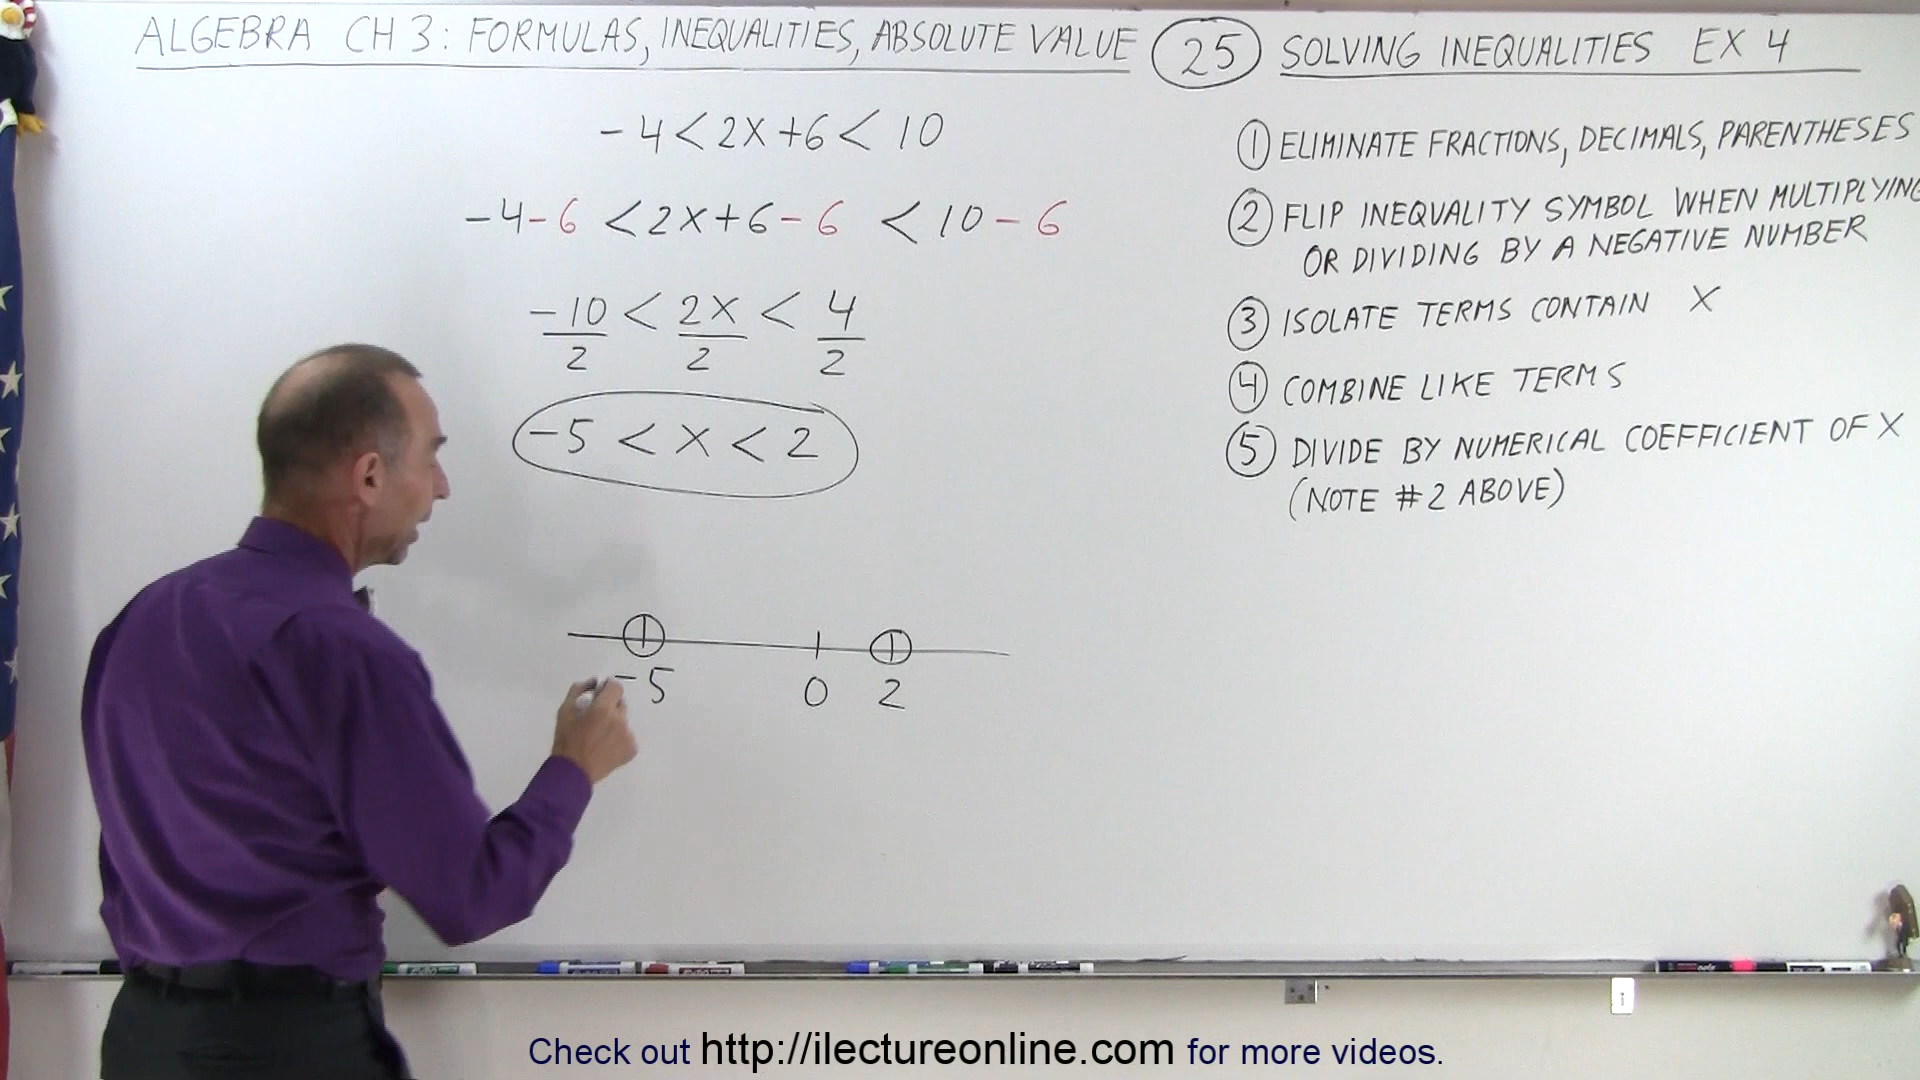 ALGEBRA CH 3: FORMULAS, INEQUALITIES, ABSOLUTE VALUE 25 SOLVING INEQUALITIES EX 4
-4 < 2X + 6 < 10
-4 - 6 < 2X + 6 - 6 < 10 - 6
-10/2 < 2X/2 < 4/2
-5 < X < 2
-5 0 2
① ELIMINATE FRACTIONS, DECIMALS, PARENTHESES
② FLIP INEQUALITY SYMBOL WHEN MULTIPLYING
OR DIVIDING BY A NEGATIVE NUMBER
③ ISOLATE TERMS CONTAIN X
④ COMBINE LIKE TERMS
⑤ DIVIDE BY NUMERICAL COEFFICIENT OF X
(NOTE #2 ABOVE)
Check out http://ilectureonline.com for more videos.